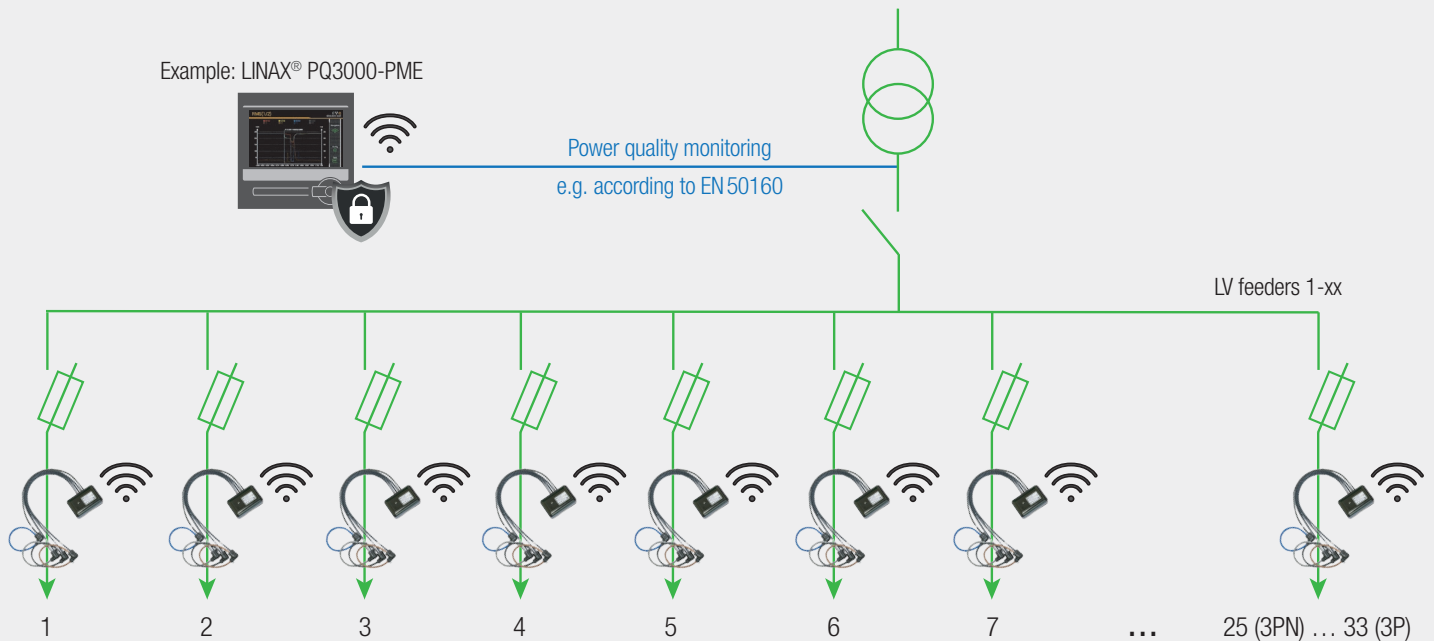 Example: LINAX® PQ3000-PME
Power quality monitoring
e.g. according to EN 50160
LV feeders 1-xx
1 2 3 4 5 6 7 ... 25 (3PN) … 33 (3P)